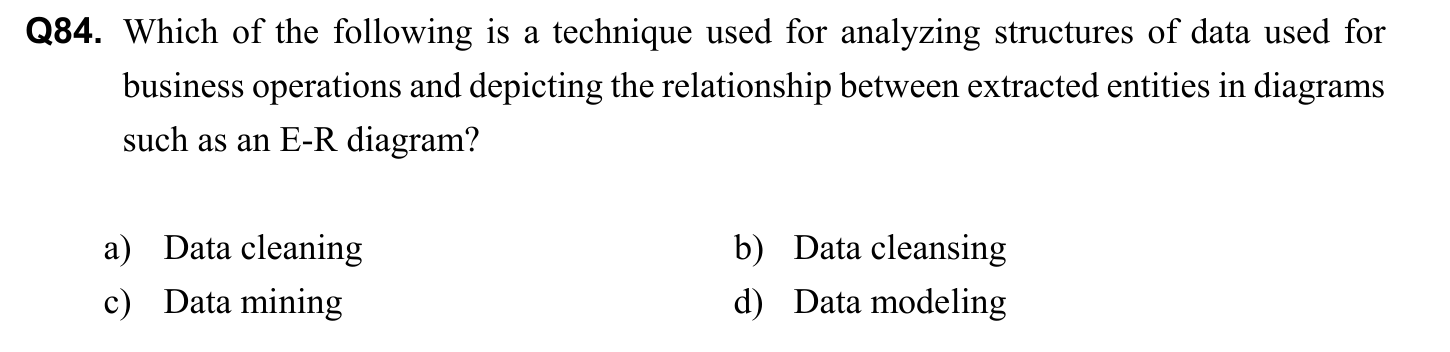 Q84. Which of the following is a technique used for analyzing structures of data used for
business operations and depicting the relationship between extracted entities in diagrams
such as an E-R diagram?
a) Data cleaning b) Data cleansing
c) Data mining d) Data modeling